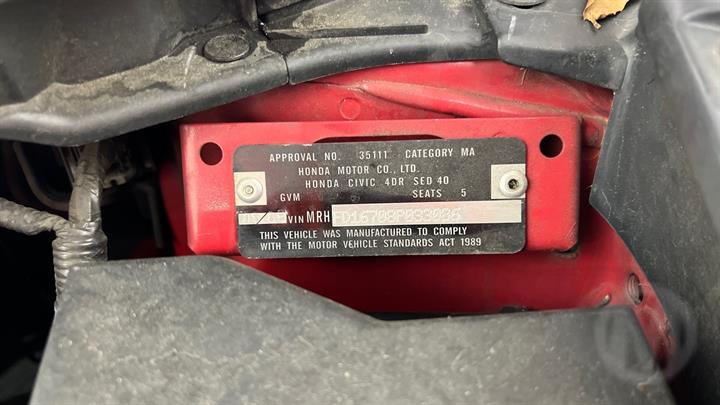 APPROVAL NO. 35111 CATEGORY MA
HONDA MOTOR CO., LTD.
HONDA CIVIC 4DR SED 40
GVM SEATS 5
VIN MRHFD16708P093086
THIS VEHICLE WAS MANUFACTURED TO COMPLY
WITH THE MOTOR VEHICLE STANDARDS ACT 1989